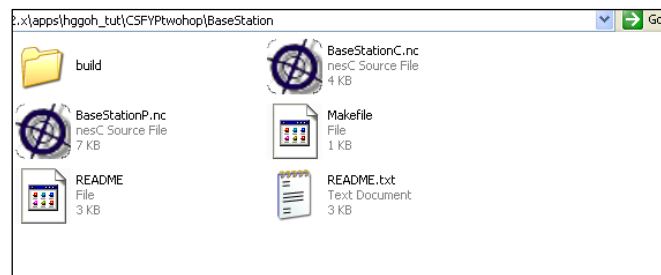 2.x\apps\hggoh_tut\CSFYPtwohop\BaseStation
Go
build
BaseStationC.nc
nesC Source File
4 KB
BaseStationP.nc
nesC Source File
7 KB
Makefile
File
1 KB
README
File
3 KB
README.txt
Text Document
3 KB